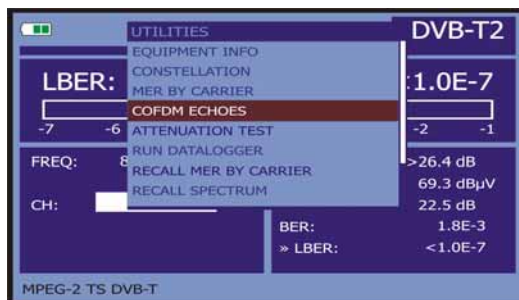 UTILITIES
DVB-T2
EQUIPMENT INFO
CONSTELLATION
MER BY CARRIER
COFDM ECHOES
ATTENUATION TEST
RUN DATALOGGER
RECALL MER BY CARRIER
RECALL SPECTRUM
LBER:
<1.0E-7
-7 -6 -2 -1
FREQ: 8
>26.4 dB
69.3 dBµV
CH:
22.5 dB
BER: 1.8E-3
» LBER: <1.0E-7
MPEG-2 TS DVB-T